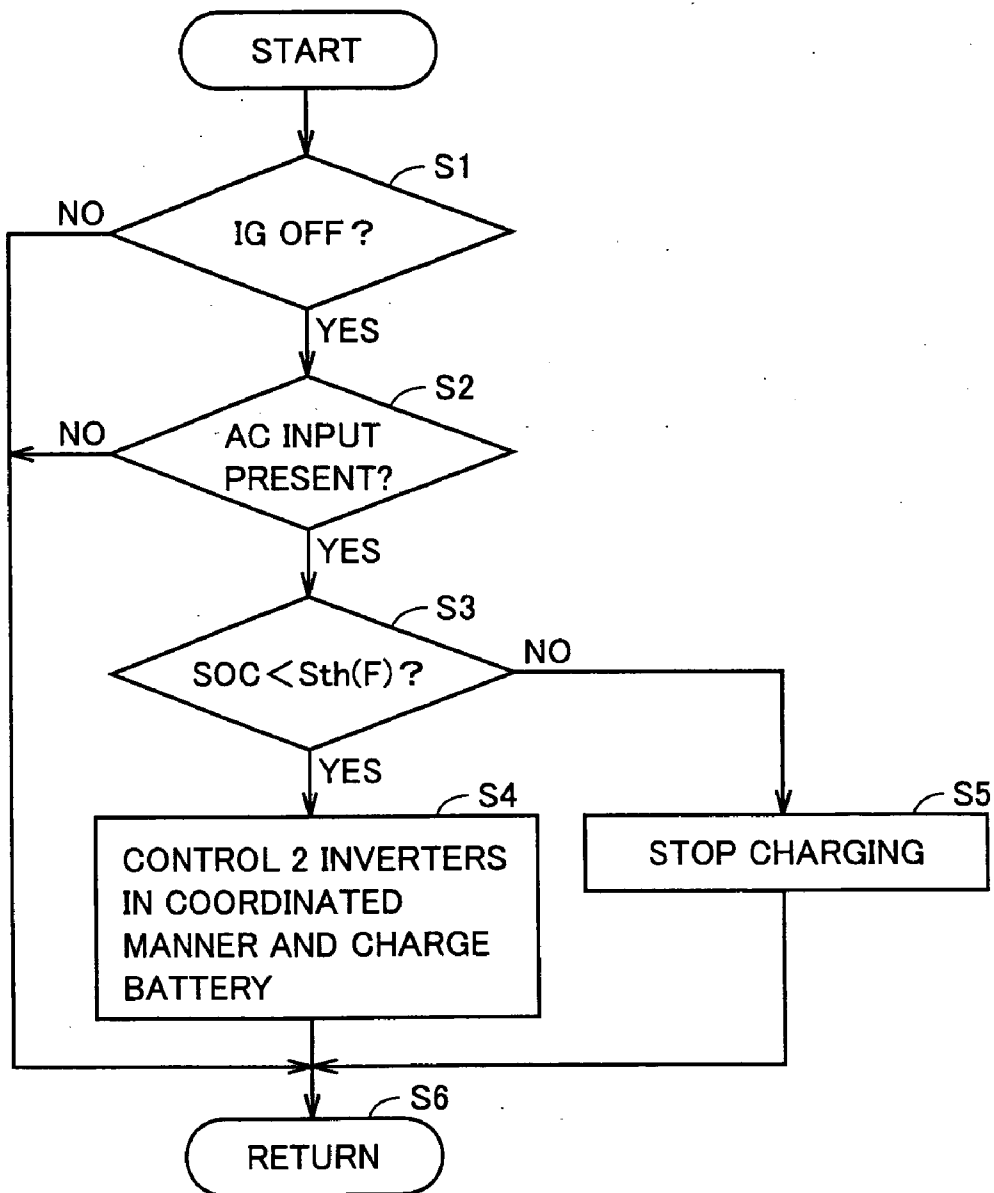 START
S1
NO
IG OFF?
YES
S2
NO
AC INPUT
PRESENT?
YES
S3
NO
SOC<Sth(F)?
YES
S4
S5
CONTROL 2 INVERTERS
IN COORDINATED
MANNER AND CHARGE
BATTERY
STOP CHARGING
S6
RETURN